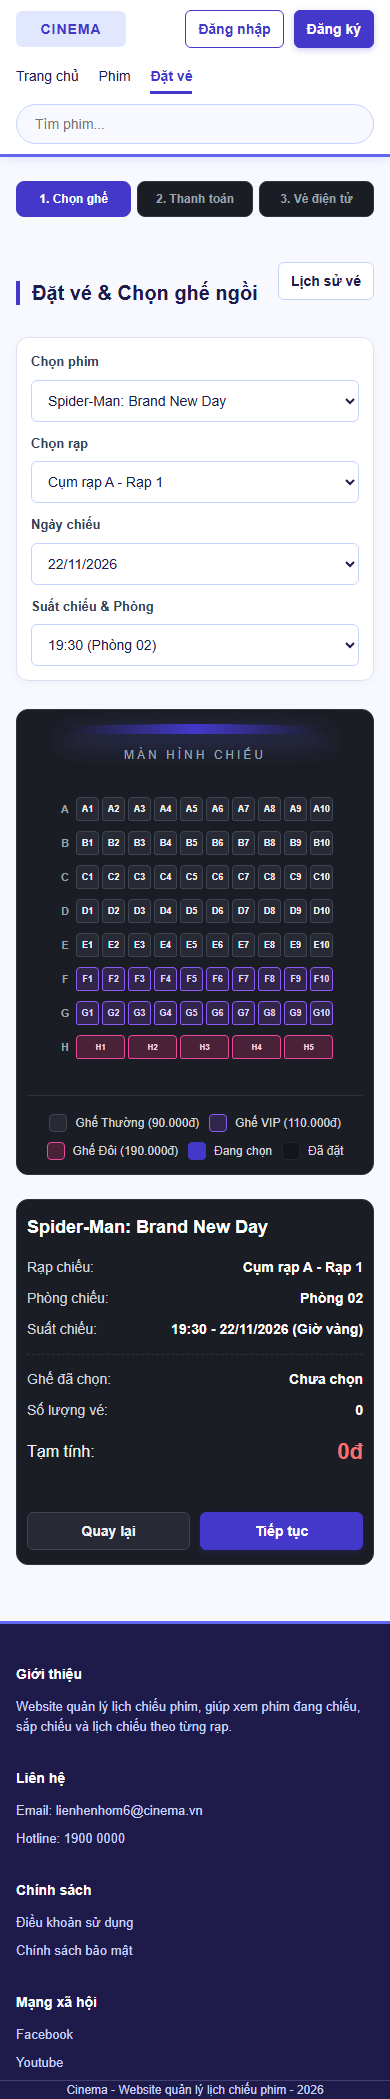 CINEMA
Đăng nhập
Đăng ký
Trang chủ
Phim
Đặt vé
Tìm phim...
1. Chọn ghế
2. Thanh toán
3. Vé điện tử
Đặt vé & Chọn ghế ngồi
Lịch sử vé
Chọn phim
Spider-Man: Brand New Day
Chọn rạp
Cụm rạp A - Rạp 1
Ngày chiếu
22/11/2026
Suất chiếu & Phòng
19:30 (Phòng 02)
MÀN HÌNH CHIẾU
A A1 A2 A3 A4 A5 A6 A7 A8 A9 A10
B B1 B2 B3 B4 B5 B6 B7 B8 B9 B10
C C1 C2 C3 C4 C5 C6 C7 C8 C9 C10
D D1 D2 D3 D4 D5 D6 D7 D8 D9 D10
E E1 E2 E3 E4 E5 E6 E7 E8 E9 E10
F F1 F2 F3 F4 F5 F6 F7 F8 F9 F10
G G1 G2 G3 G4 G5 G6 G7 G8 G9 G10
H H1 H2 H3 H4 H5
Ghế Thường (90.000đ) Ghế VIP (110.000đ)
Ghế Đôi (190.000đ) Đang chọn Đã đặt
Spider-Man: Brand New Day
Rạp chiếu: Cụm rạp A - Rạp 1
Phòng chiếu: Phòng 02
Suất chiếu: 19:30 - 22/11/2026 (Giờ vàng)
Ghế đã chọn: Chưa chọn
Số lượng vé: 0
Tạm tính: 0đ
Quay lại
Tiếp tục
Giới thiệu
Website quản lý lịch chiếu phim, giúp xem phim đang chiếu,
sắp chiếu và lịch chiếu theo từng rạp.
Liên hệ
Email: lienhenhom6@cinema.vn
Hotline: 1900 0000
Chính sách
Điều khoản sử dụng
Chính sách bảo mật
Mạng xã hội
Facebook
Youtube
Cinema - Website quản lý lịch chiếu phim - 2026